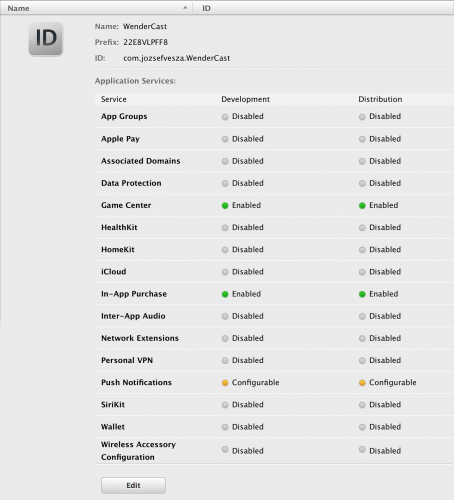 Name ID
ID
Name: WenderCast
Prefix: 22E8VLPFF8
ID: com.jozsefvesza.WenderCast
Application Services:
Service Development Distribution
App Groups Disabled Disabled
Apple Pay Disabled Disabled
Associated Domains Disabled Disabled
Data Protection Disabled Disabled
Game Center Enabled Enabled
HealthKit Disabled Disabled
HomeKit Disabled Disabled
iCloud Disabled Disabled
In-App Purchase Enabled Enabled
Inter-App Audio Disabled Disabled
Network Extensions Disabled Disabled
Personal VPN Disabled Disabled
Push Notifications Configurable Configurable
SiriKit Disabled Disabled
Wallet Disabled Disabled
Wireless Accessory
Configuration Disabled Disabled
Edit